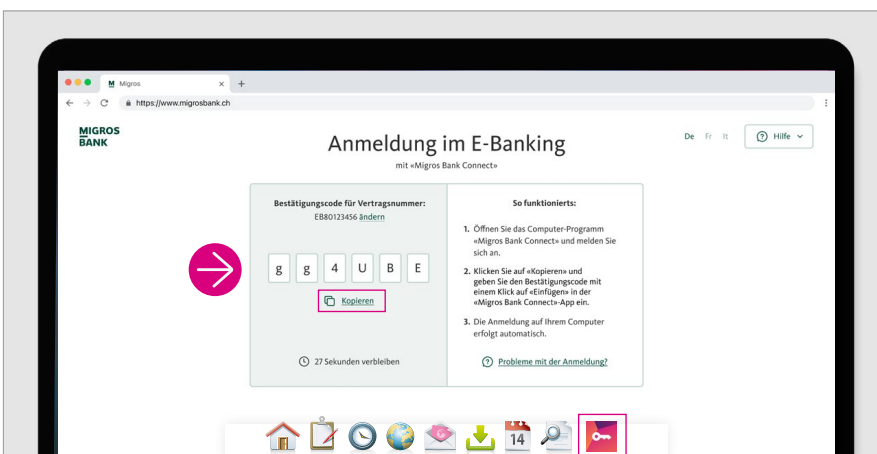 Migros
https://www.migrosbank.ch
MIGROS
BANK
Anmeldung im E-Banking
mit «Migros Bank Connect»
De Fr It
Hilfe
Bestätigungscode für Vertragsnummer:
EB80123456 ändern
g g 4 U B E
Kopieren
27 Sekunden verbleiben
So funktionierts:
1. Öffnen Sie das Computer-Programm
«Migros Bank Connect» und melden Sie
sich an.
2. Klicken Sie auf «Kopieren» und
geben Sie den Bestätigungscode mit
einem Klick auf «Einfügen» in der
«Migros Bank Connect»-App ein.
3. Die Anmeldung auf Ihrem Computer
erfolgt automatisch.
Probleme mit der Anmeldung?
14